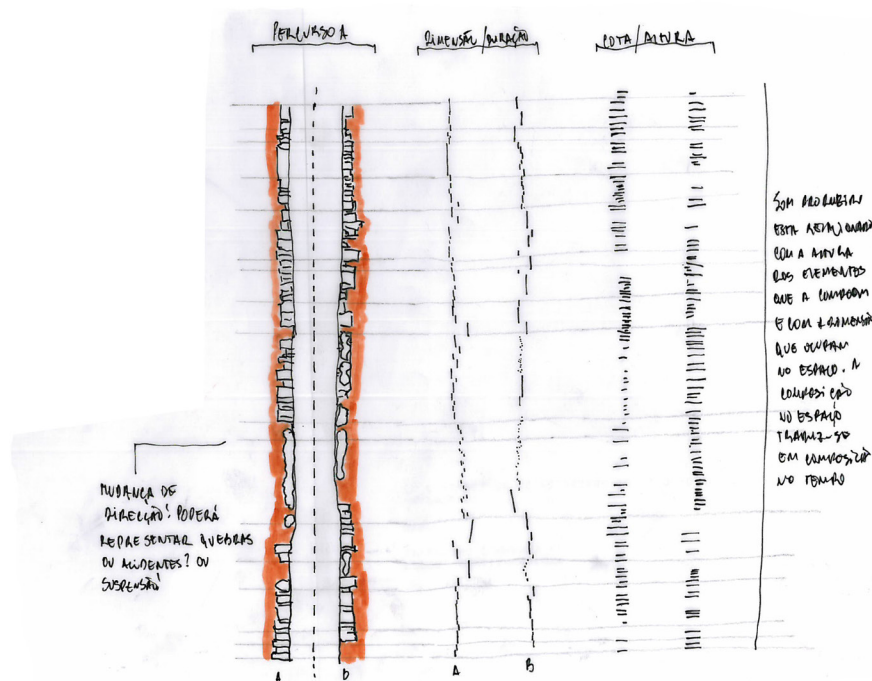 PERCURSO A
DIMENSÃO/DURAÇÃO
COTA/ALTURA
SOM PRODUZIDO
ESTÁ RELACIONADO
COM A ALTURA
DOS ELEMENTOS
QUE A COMPÕEM
E COM A DIMENSÃO
QUE OCUPAM
NO ESPAÇO. A
COMPOSIÇÃO
NO ESPAÇO
TRADUZ-SE
EM COMPOSIÇÃO
NO TEMPO
MUDANÇA DE
DIRECÇÃO? PODERÁ
REPRESENTAR QUEBRAS
OU ACIDENTES? OU
SUSPENSÃO
A B A B